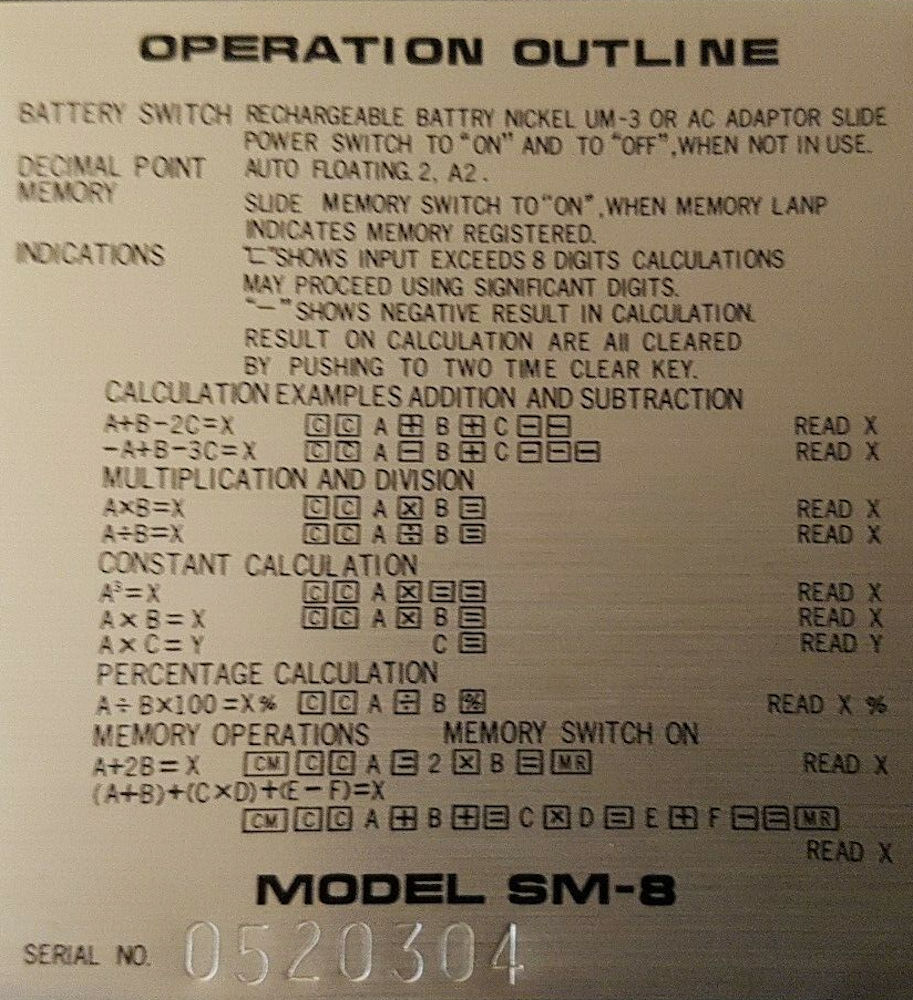 OPERATION OUTLINE
BATTERY SWITCH RECHARGEABLE BATTRY NICKEL UM-3 OR AC ADAPTOR SLIDE
POWER SWITCH TO "ON" AND TO "OFF", WHEN NOT IN USE.
DECIMAL POINT AUTO FLOATING. 2, A2.
MEMORY SLIDE MEMORY SWITCH TO "ON", WHEN MEMORY LANP
INDICATES MEMORY REGISTERED.
INDICATIONS "⊏" SHOWS INPUT EXCEEDS 8 DIGITS CALCULATIONS
MAY PROCEED USING SIGNIFICANT DIGITS.
"—" SHOWS NEGATIVE RESULT IN CALCULATION.
RESULT ON CALCULATION ARE All CLEARED
BY PUSHING TO TWO TIME CLEAR KEY.
CALCULATION EXAMPLES ADDITION AND SUBTRACTION
A+B-2C=X [C] [C] A [+] B [+] C [-] [-] READ X
-A+B-3C=X [C] [C] A [-] B [+] C [-] [-] [-] READ X
MULTIPLICATION AND DIVISION
A×B=X [C] [C] A [×] B [=] READ X
A÷B=X [C] [C] A [÷] B [=] READ X
CONSTANT CALCULATION
A³=X [C] [C] A [×] [=] [=] READ X
A×B=X [C] [C] A [×] B [=] READ X
A×C=Y C [=] READ Y
PERCENTAGE CALCULATION
A÷B×100=X% [C] [C] A [÷] B [%] READ X %
MEMORY OPERATIONS MEMORY SWITCH ON
A+2B=X [CM] [C] [C] A [=] 2 [×] B [=] [MR] READ X
(A+B)+(C×D)+(E-F)=X
[CM] [C] [C] A [+] B [+] [=] C [×] D [=] E [+] F [-] [=] [MR]
READ X
MODEL SM-8
SERIAL NO. 0520304